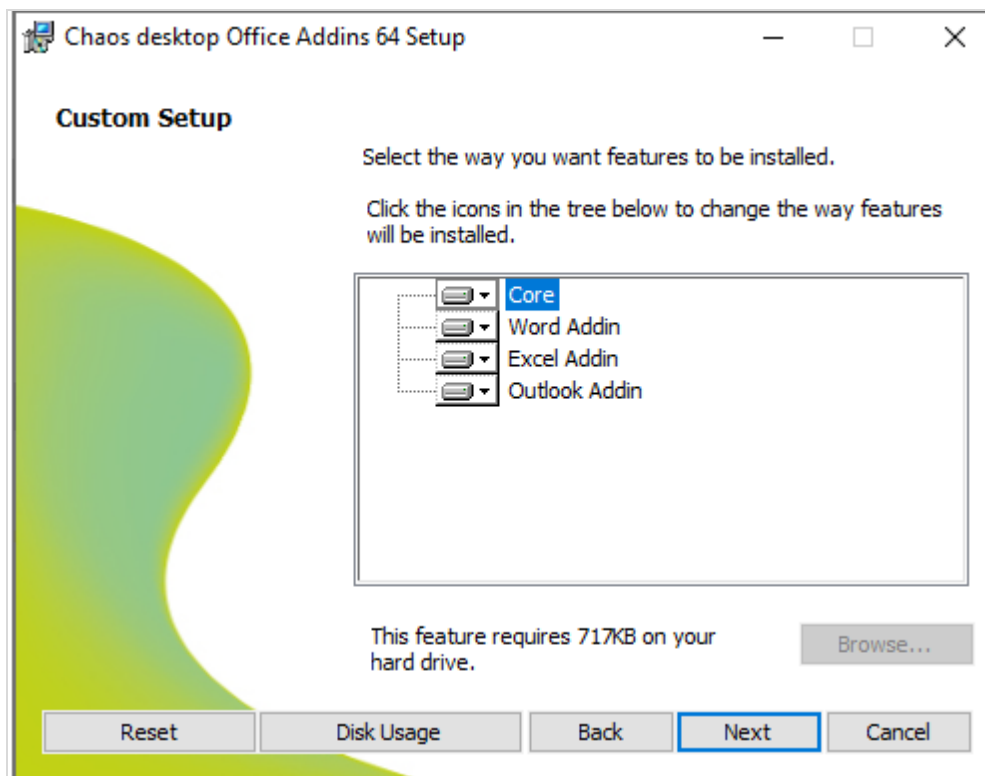 Chaos desktop Office Addins 64 Setup
Custom Setup
Select the way you want features to be installed.
Click the icons in the tree below to change the way features
will be installed.
Core
Word Addin
Excel Addin
Outlook Addin
This feature requires 717KB on your
hard drive.
Browse...
Reset
Disk Usage
Back
Next
Cancel